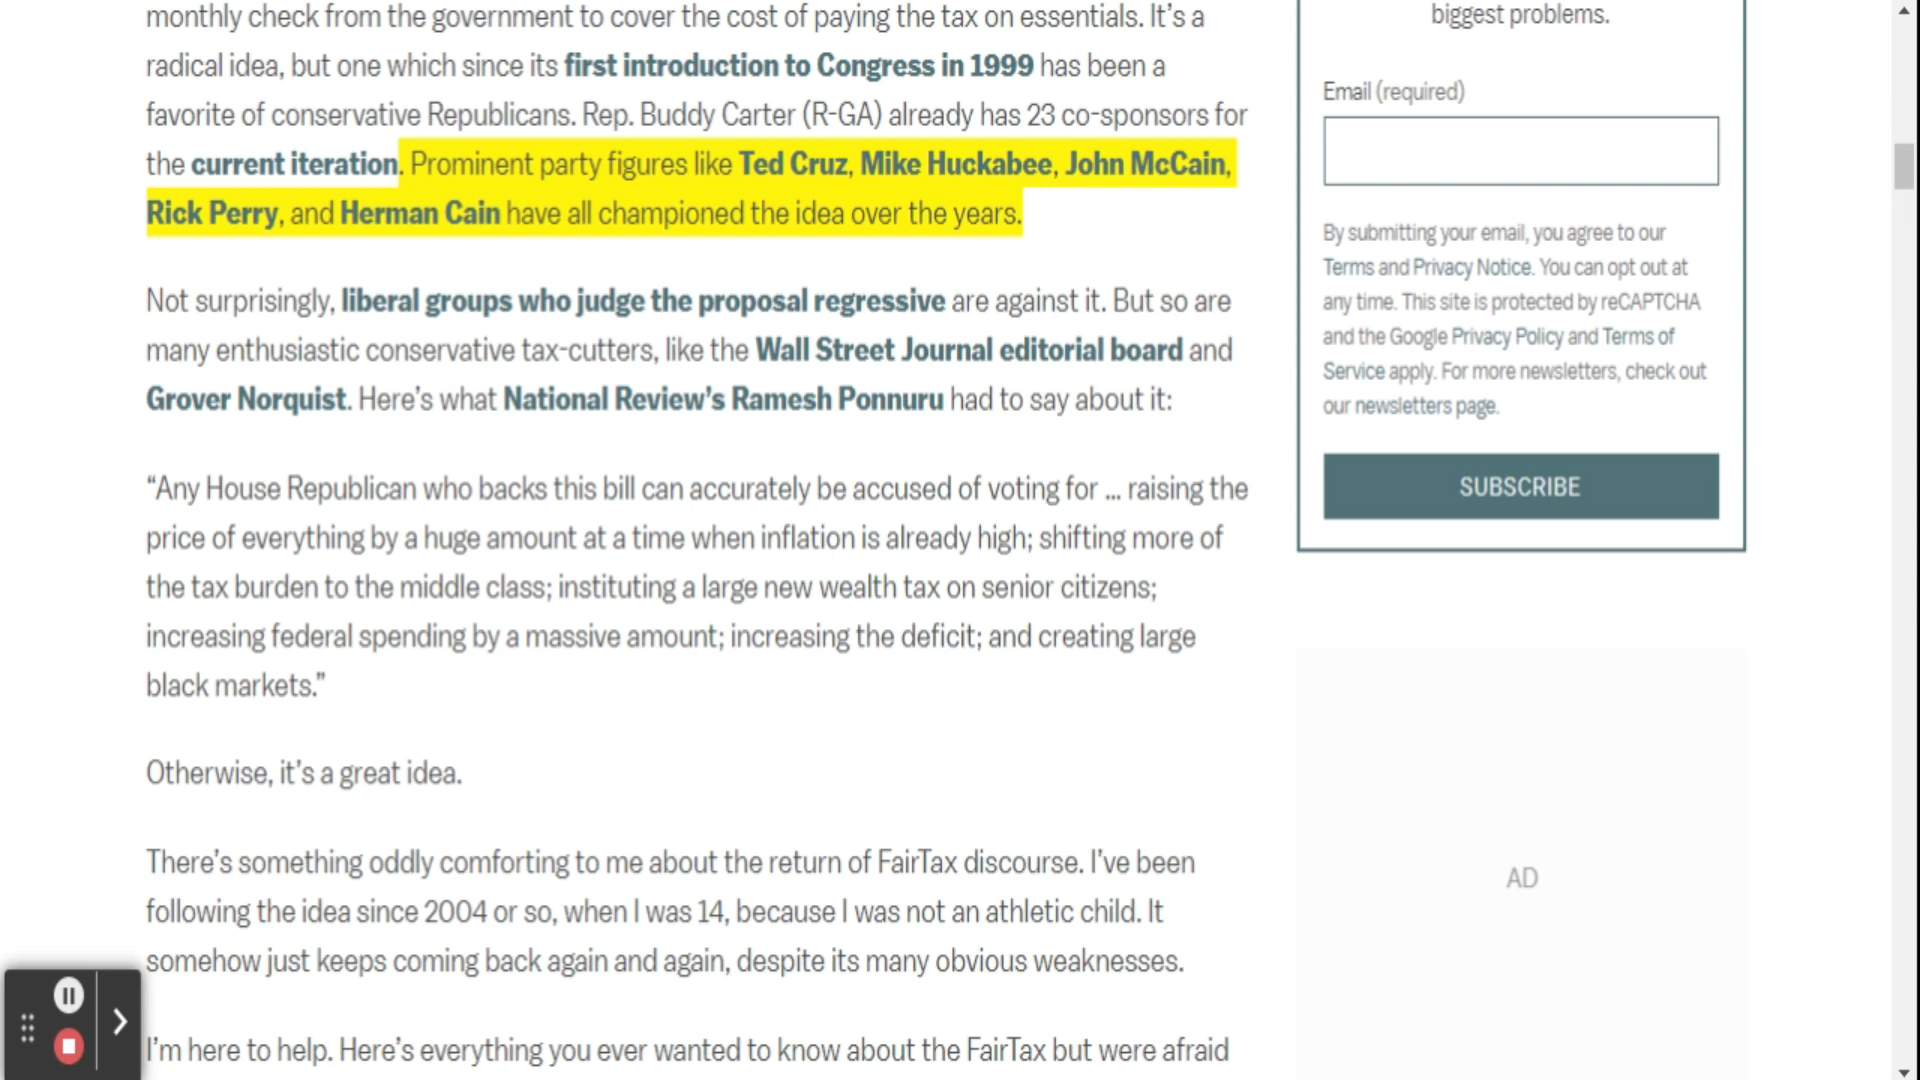 monthly check from the government to cover the cost of paying the tax on essentials. It’s a
radical idea, but one which since its first introduction to Congress in 1999 has been a
favorite of conservative Republicans. Rep. Buddy Carter (R-GA) already has 23 co-sponsors for
the current iteration. Prominent party figures like Ted Cruz, Mike Huckabee, John McCain,
Rick Perry, and Herman Cain have all championed the idea over the years.
Not surprisingly, liberal groups who judge the proposal regressive are against it. But so are
many enthusiastic conservative tax-cutters, like the Wall Street Journal editorial board and
Grover Norquist. Here’s what National Review’s Ramesh Ponnuru had to say about it:
“Any House Republican who backs this bill can accurately be accused of voting for ... raising the
price of everything by a huge amount at a time when inflation is already high; shifting more of
the tax burden to the middle class; instituting a large new wealth tax on senior citizens;
increasing federal spending by a massive amount; increasing the deficit; and creating large
black markets.”
Otherwise, it’s a great idea.
There’s something oddly comforting to me about the return of FairTax discourse. I’ve been
following the idea since 2004 or so, when I was 14, because I was not an athletic child. It
somehow just keeps coming back again and again, despite its many obvious weaknesses.
I’m here to help. Here’s everything you ever wanted to know about the FairTax but were afraid
biggest problems.
Email (required)
By submitting your email, you agree to our
Terms and Privacy Notice. You can opt out at
any time. This site is protected by reCAPTCHA
and the Google Privacy Policy and Terms of
Service apply. For more newsletters, check out
our newsletters page.
SUBSCRIBE
AD